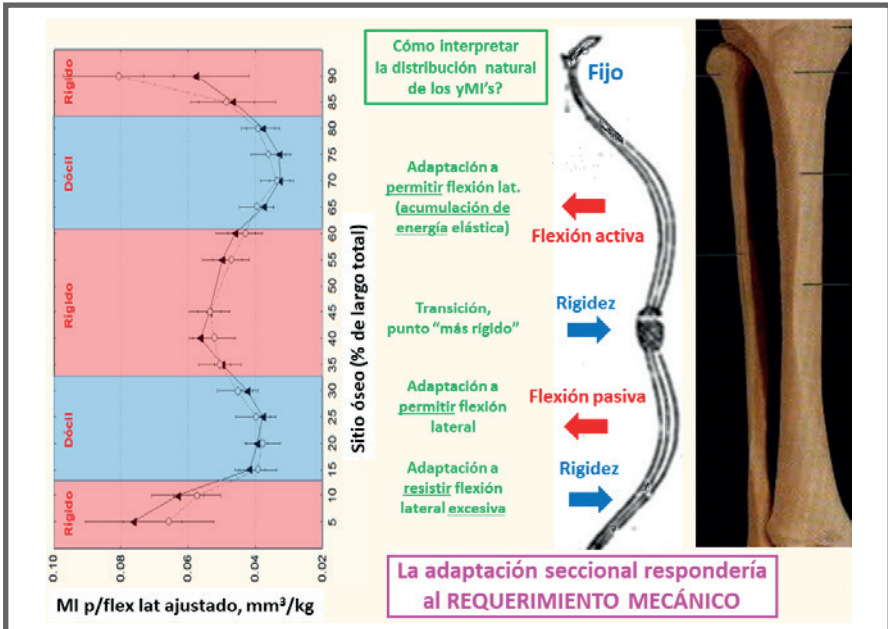 Cómo interpretar
la distribución natural
de los yMI's?
Fijo
Adaptación a
permitir flexión lat.
(acumulación de
energía elástica)
Flexión activa
Transición,
punto “más rígido”
Rigidez
Adaptación a
permitir flexión
lateral
Flexión pasiva
Adaptación a
resistir flexión
lateral excesiva
Rigidez
La adaptación seccional respondería
al REQUERIMIENTO MECÁNICO
Rígido
Dócil
Rígido
Dócil
Rígido
90
85
80
75
70
65
60
55
45
40
35
30
25
20
15
10
5
Sitio óseo (% de largo total)
0.10
0.08
0.06
0.04
0.02
MI p/flex lat ajustado, mm³/kg